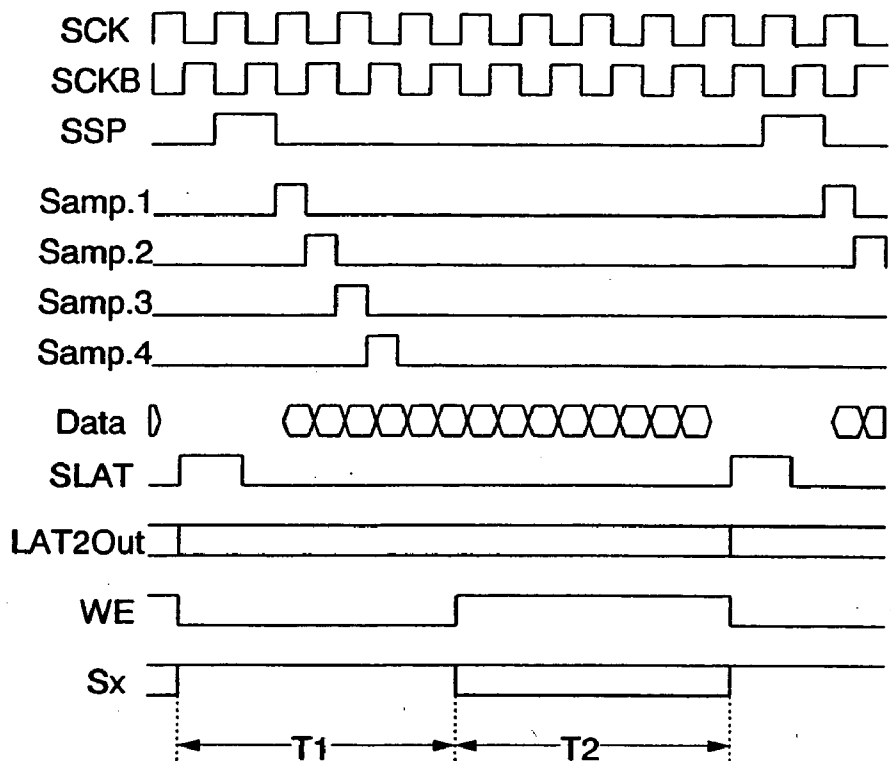 SCK
SCKB
SSP
Samp.1
Samp.2
Samp.3
Samp.4
Data
SLAT
LAT2Out
WE
Sx
T1 T2